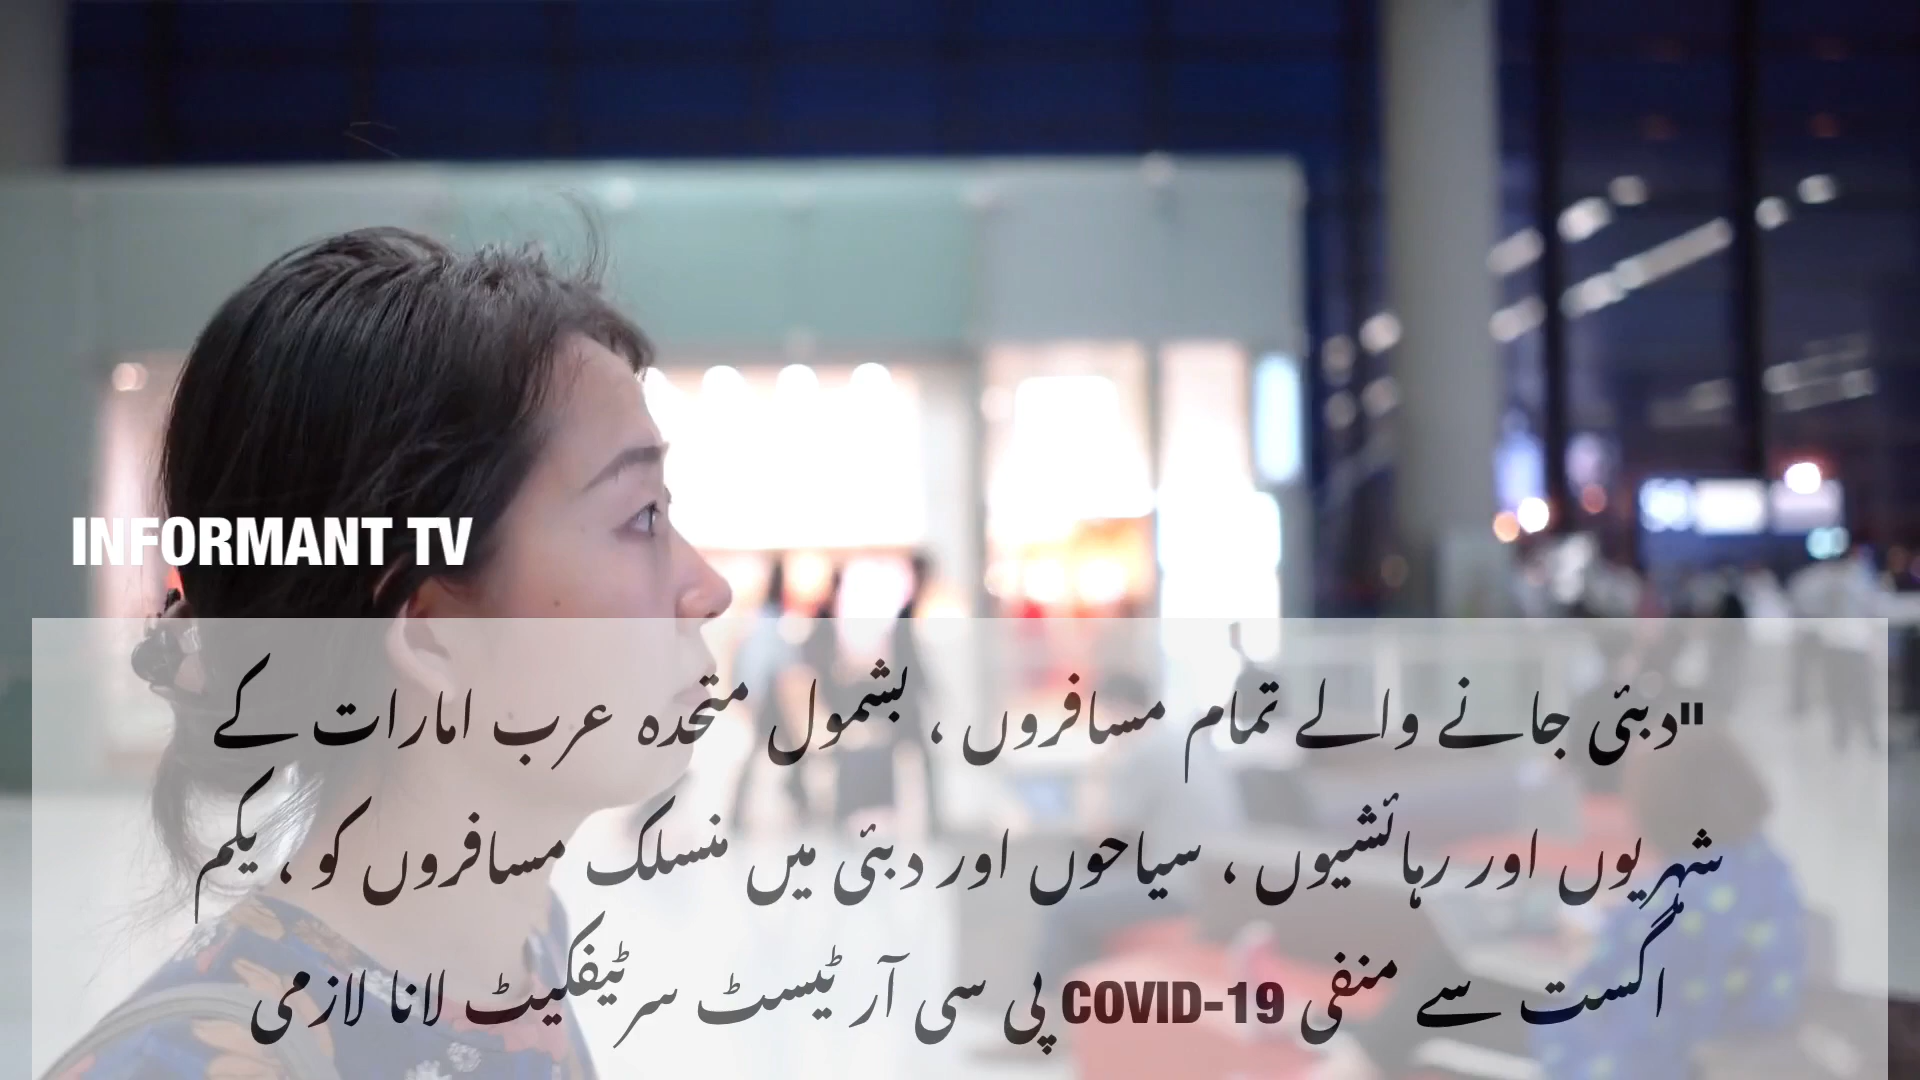 INFORMANT TV
"دبئی جانے والے تمام مسافروں ، بشمول متحدہ عرب امارات کے
شہریوں اور رہائشیوں ، سیاحوں اور دبئی میں منسلک مسافروں کو ، یکم
اگست سے منفی COVID-19 پی سی آر ٹیسٹ سرٹیفکیٹ لانا لازمی